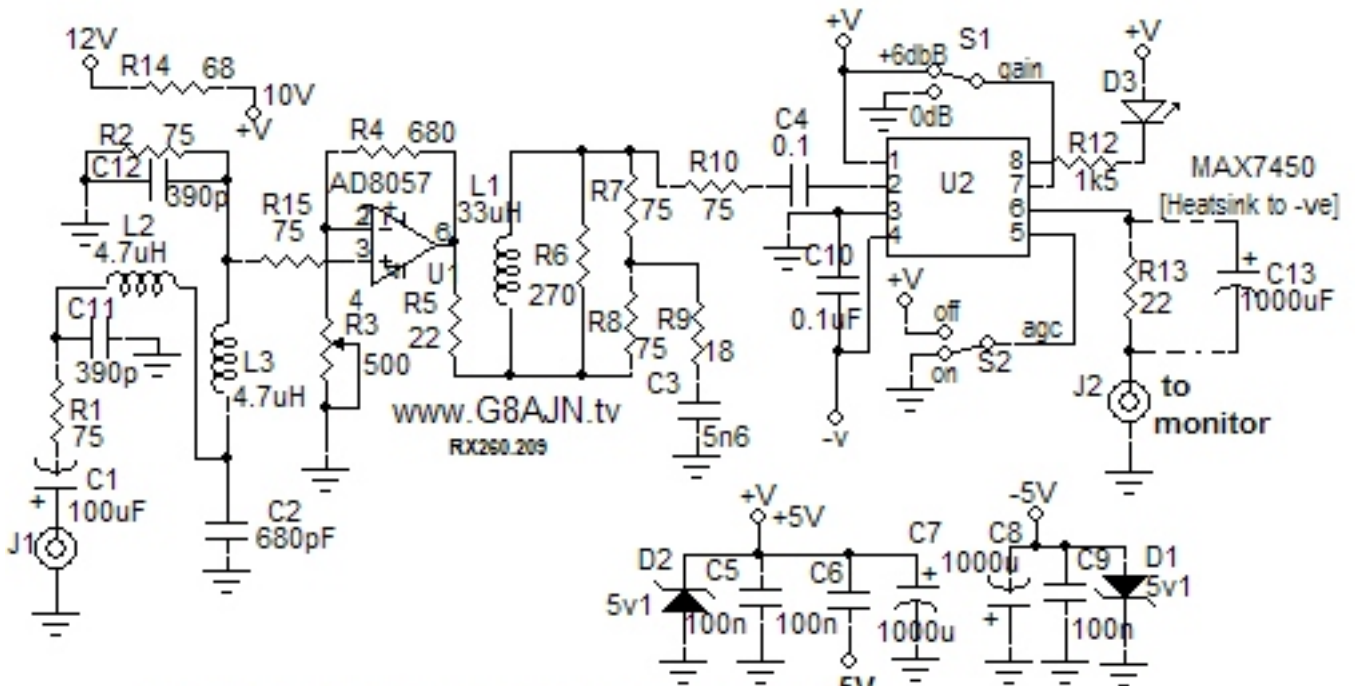 12V
R14 68
10V
+V
R2 75
C12
390p
L2
4.7uH
C11
390p
R1
75
C1
+
100uF
J1
L3
4.7uH
C2
680pF
R15
75
R4 680
AD8057
2
3
6
4
U1
R3
500
R5
22
L1
33uH
R6
270
R7
75
R8
75
R9
18
C3
5n6
www.G8AJN.tv
RX260.209
R10
75
C4
0.1
+V
+6dbB
S1
gain
0dB
1
2
3
4
U2
8
7
6
5
R12
1k5
D3
+V
MAX7450
[Heatsink to -ve]
C10
0.1uF
-v
+V
off
on
S2
agc
R13
22
+
C13
1000uF
J2
to
monitor
+V
+5V
D2
5v1
C5
100n
C6
100n
-5V
C7
+
1000u
-5V
C8
1000u
+
C9
100n
D1
5v1